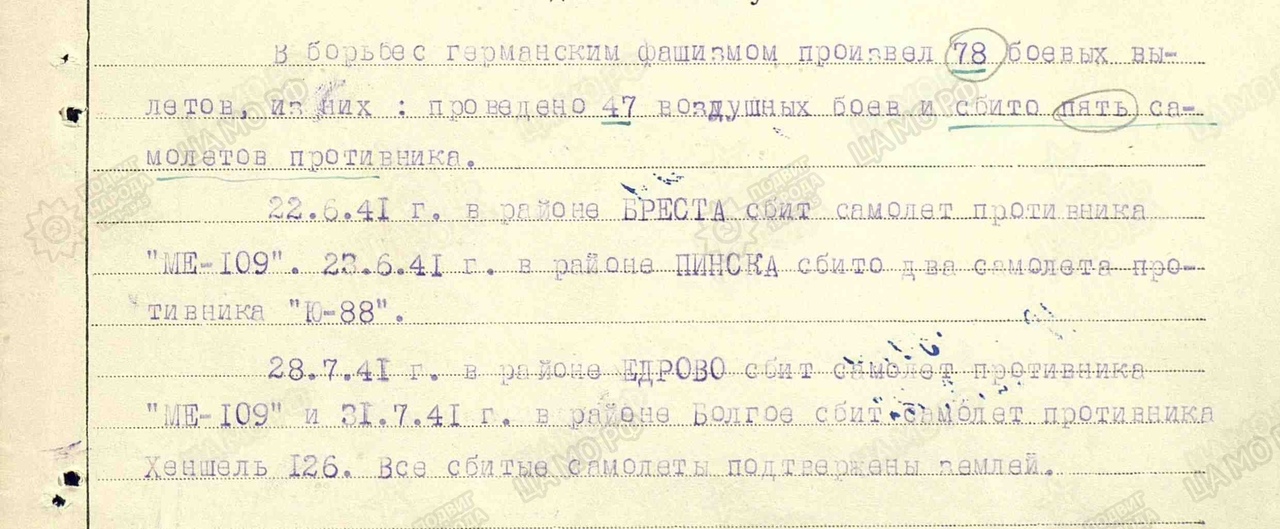 В борьбес германским фашизмом произвел 78 боевых вы-
летов, из них : проведено 47 воздушных боев и сбито пять са-
молетов противника.
22.6.41 г. в районе БРЕСТА сбит самолет противника
"МЕ-109". 23.6.41 г. в районе ПИНСКА сбито два самолета про-
тивника "Ю-88".
28.7.41 г. в районе ЕДРОВО сбит самолет противника
"МЕ-109" и 31.7.41 г. в районе Болгое сбит самолет противника
Хеншель 126. Все сбитые самолеты подтвержены землей.